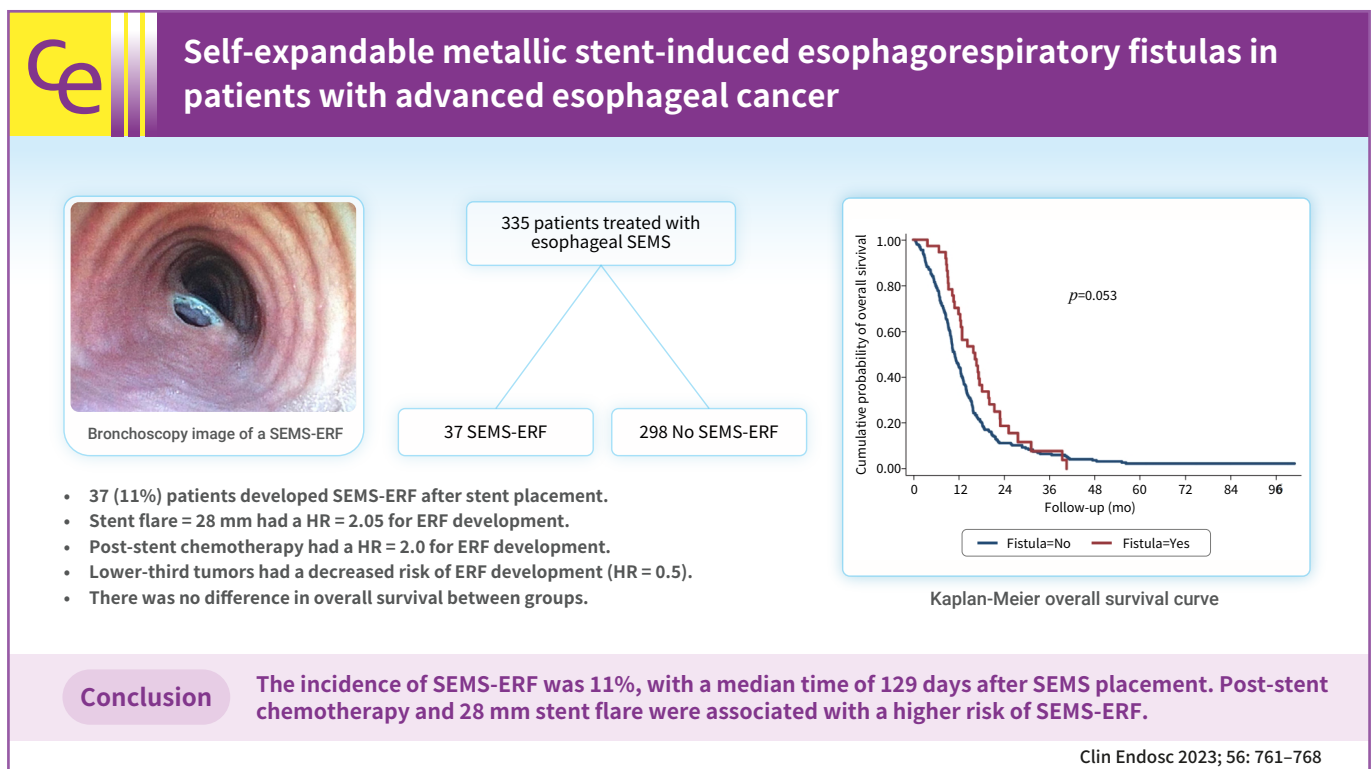 Ce
Self-expandable metallic stent-induced esophagorespiratory fistulas in
patients with advanced esophageal cancer
Bronchoscopy image of a SEMS-ERF
335 patients treated with
esophageal SEMS
37 SEMS-ERF
298 No SEMS-ERF
• 37 (11%) patients developed SEMS-ERF after stent placement.
• Stent flare = 28 mm had a HR = 2.05 for ERF development.
• Post-stent chemotherapy had a HR = 2.0 for ERF development.
• Lower-third tumors had a decreased risk of ERF development (HR = 0.5).
• There was no difference in overall survival between groups.
Cumulative probability of overall sirvival
1.00
0.80
0.60
0.40
0.20
0.00
p=0.053
0 12 24 36 48 60 72 84 96
Follow-up (mo)
Fistula=No Fistula=Yes
Kaplan-Meier overall survival curve
Conclusion
The incidence of SEMS-ERF was 11%, with a median time of 129 days after SEMS placement. Post-stent
chemotherapy and 28 mm stent flare were associated with a higher risk of SEMS-ERF.
Clin Endosc 2023; 56: 761–768